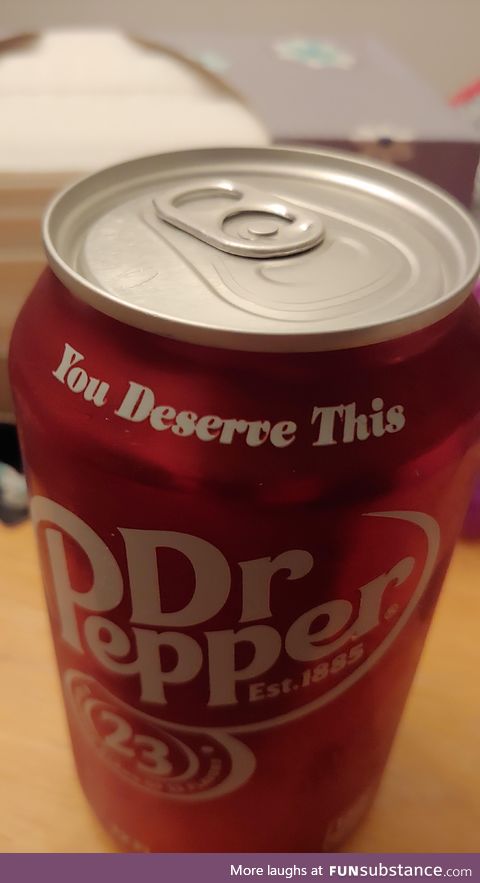 You Deserve This
Dr
Pepper®
Est.1885
23
More laughs at FUNsubstance.com